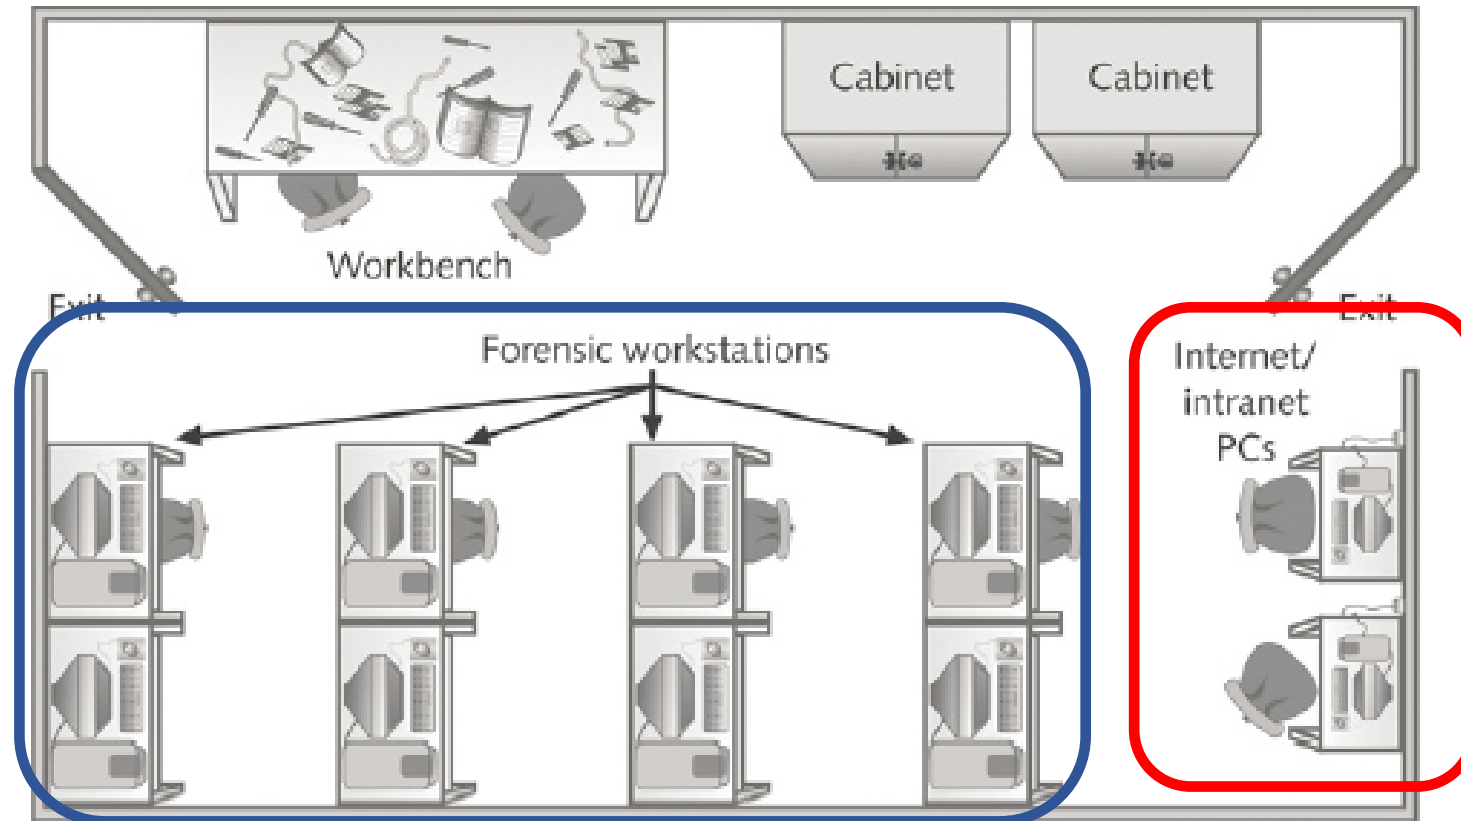 Cabinet
Cabinet
Workbench
Exit
Exit
Forensic workstations
Internet/
intranet
PCs